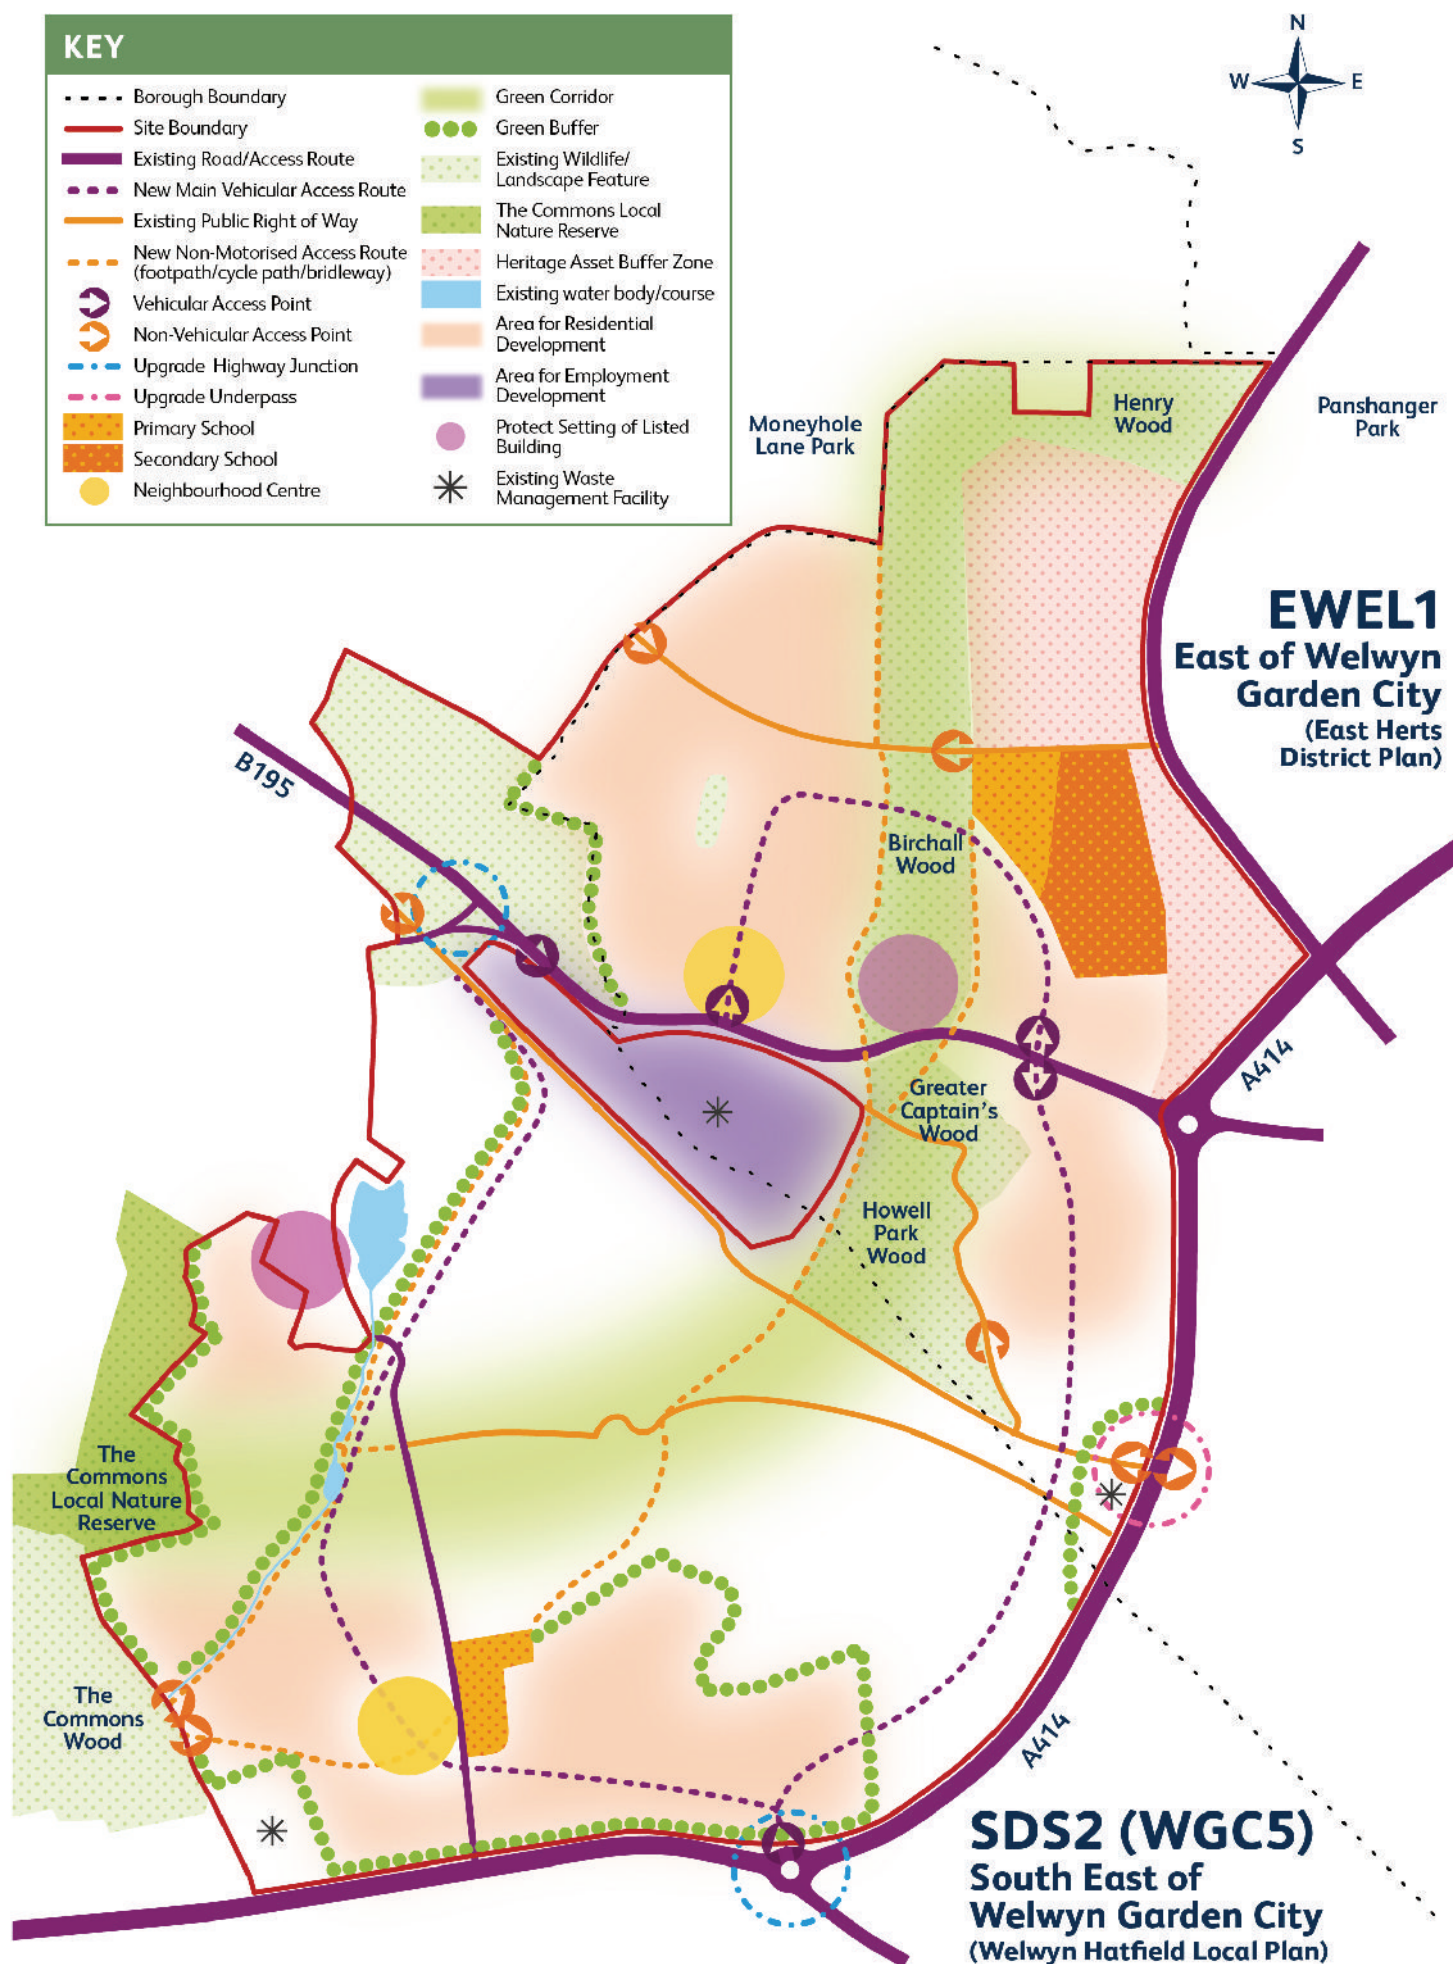 KEY
Borough Boundary
Site Boundary
Existing Road/Access Route
New Main Vehicular Access Route
Existing Public Right of Way
New Non-Motorised Access Route
(footpath/cycle path/bridleway)
Vehicular Access Point
Non-Vehicular Access Point
Upgrade Highway Junction
Upgrade Underpass
Primary School
Secondary School
Neighbourhood Centre
Green Corridor
Green Buffer
Existing Wildlife/
Landscape Feature
The Commons Local
Nature Reserve
Heritage Asset Buffer Zone
Existing water body/course
Area for Residential
Development
Area for Employment
Development
Protect Setting of Listed
Building
Existing Waste
Management Facility
N
W
E
S
Moneyhole
Lane Park
Henry
Wood
Panshanger
Park
EWEL1
East of Welwyn
Garden City
(East Herts
District Plan)
B195
Birchall
Wood
A414
Greater
Captain's
Wood
Howell
Park
Wood
The
Commons
Local Nature
Reserve
The
Commons
Wood
A414
SDS2 (WGC5)
South East of
Welwyn Garden City
(Welwyn Hatfield Local Plan)